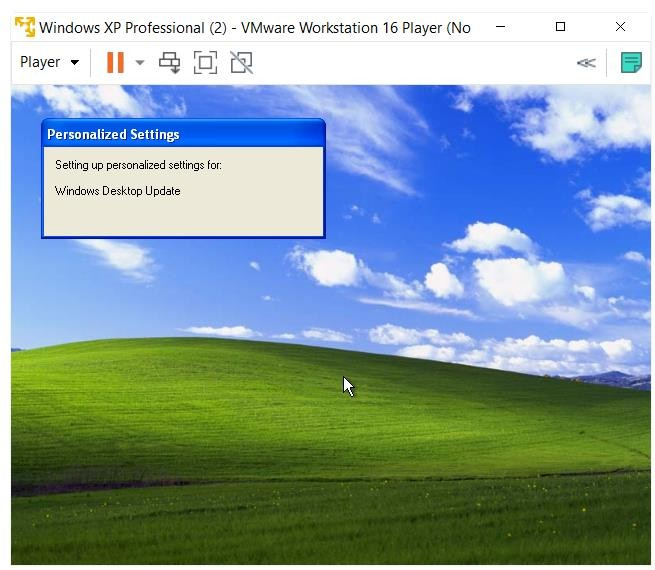 Windows XP Professional (2) - VMware Workstation 16 Player (No
Player
Personalized Settings
Setting up personalized settings for:
Windows Desktop Update